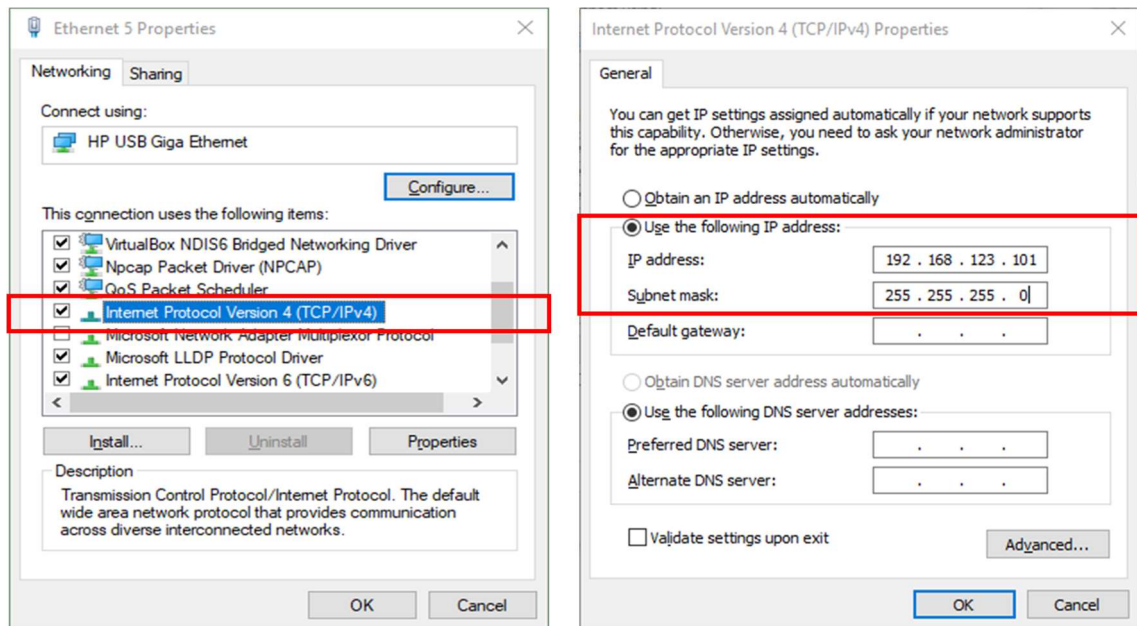 Ethernet 5 Properties
Networking
Sharing
Connect using:
HP USB Giga Ethernet
Configure...
This connection uses the following items:
VirtualBox NDIS6 Bridged Networking Driver
Npcap Packet Driver (NPCAP)
QoS Packet Scheduler
Internet Protocol Version 4 (TCP/IPv4)
Microsoft Network Adapter Multiplexor Protocol
Microsoft LLDP Protocol Driver
Internet Protocol Version 6 (TCP/IPv6)
Install...
Uninstall
Properties
Description
Transmission Control Protocol/Internet Protocol. The default
wide area network protocol that provides communication
across diverse interconnected networks.
OK
Cancel
Internet Protocol Version 4 (TCP/IPv4) Properties
General
You can get IP settings assigned automatically if your network supports
this capability. Otherwise, you need to ask your network administrator
for the appropriate IP settings.
Obtain an IP address automatically
Use the following IP address:
IP address:
192 . 168 . 123 . 101
Subnet mask:
255 . 255 . 255 . 0
Default gateway:
. . .
Obtain DNS server address automatically
Use the following DNS server addresses:
Preferred DNS server:
. . .
Alternate DNS server:
. . .
Validate settings upon exit
Advanced...
OK
Cancel